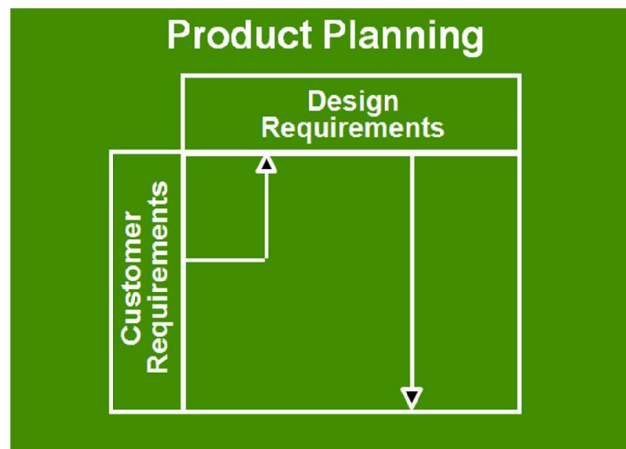 Product Planning
Design
Requirements
Customer
Requirements